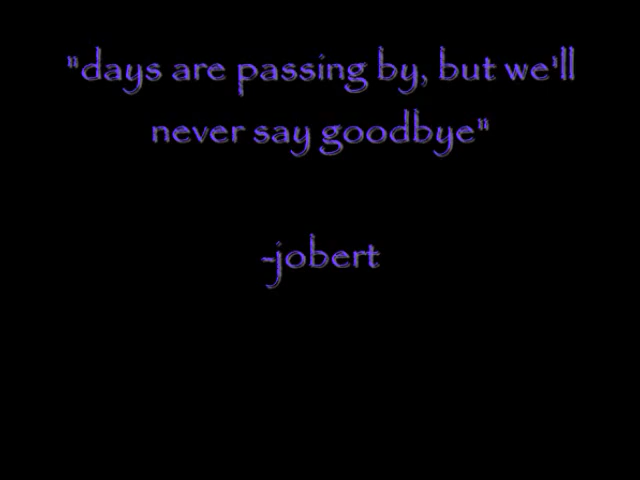 "days are passing by, but we'll
never say goodbye"
-jobert